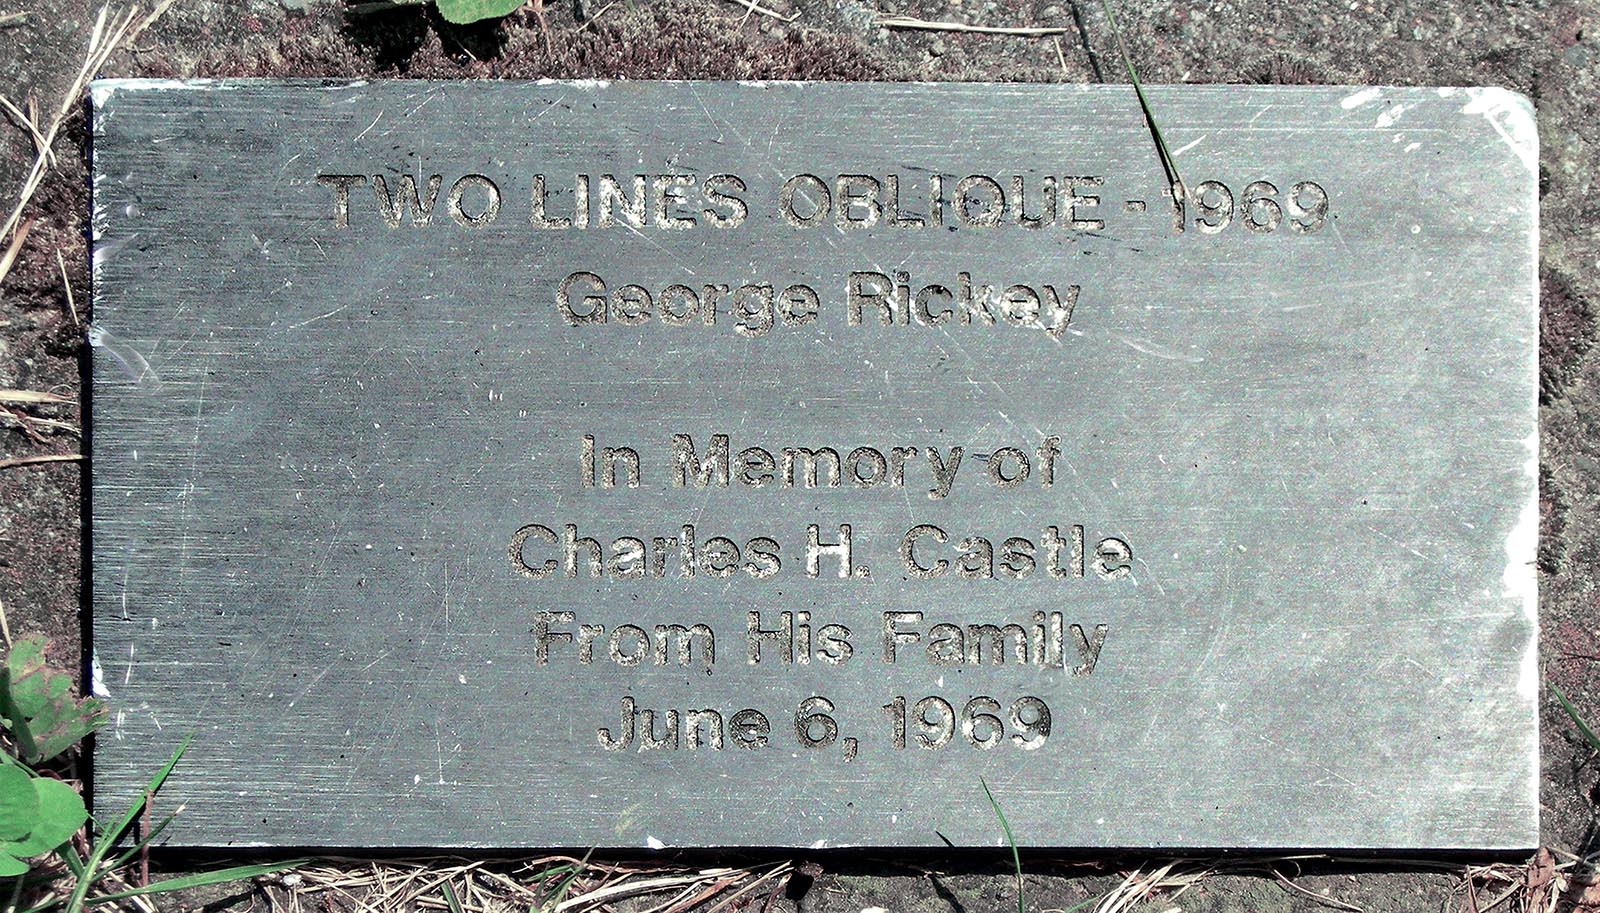 TWO LINES OBLIQUE - 1969
George Rickey
In Memory of
Charles H. Castle
From His Family
June 6, 1969